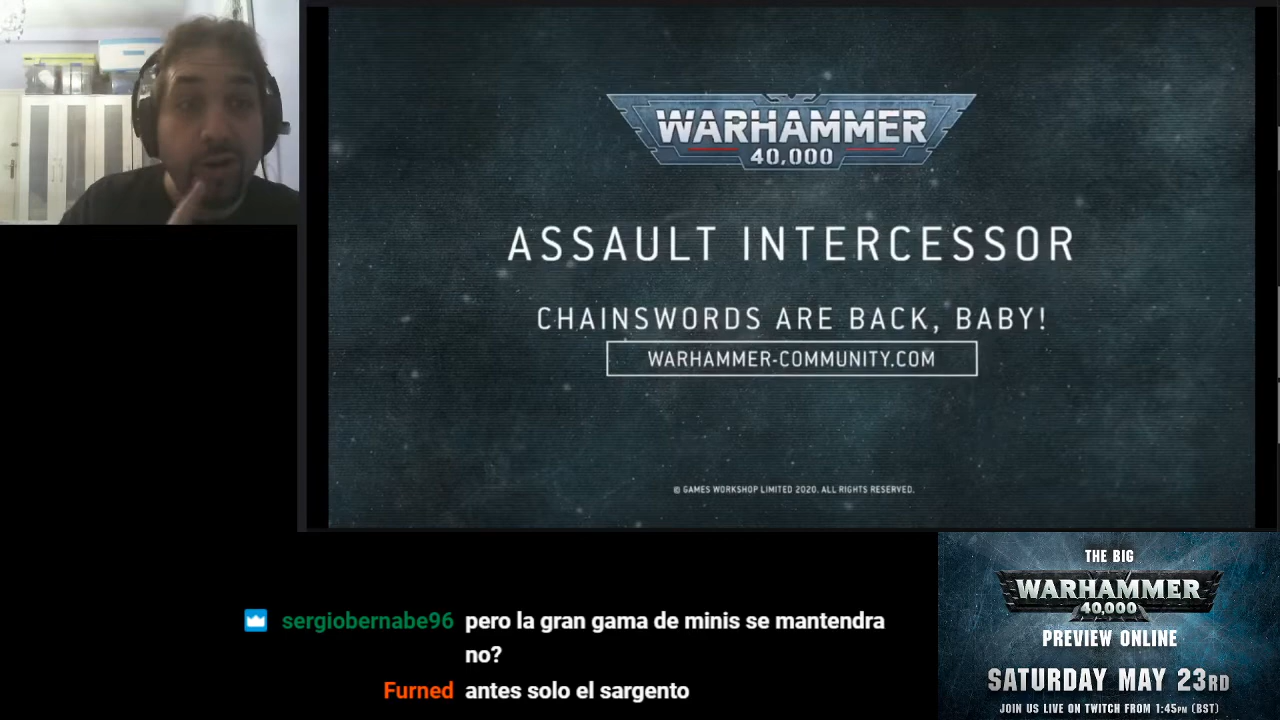 WARHAMMER
40,000
ASSAULT INTERCESSOR
CHAINSWORDS ARE BACK, BABY!
WARHAMMER-COMMUNITY.COM
© GAMES WORKSHOP LIMITED 2020. ALL RIGHTS RESERVED.
sergiobernabe96 pero la gran gama de minis se mantendra
no?
Furned antes solo el sargento
THE BIG
WARHAMMER
40,000
PREVIEW ONLINE
SATURDAY MAY 23RD
JOIN US LIVE ON TWITCH FROM 1:45PM (BST)